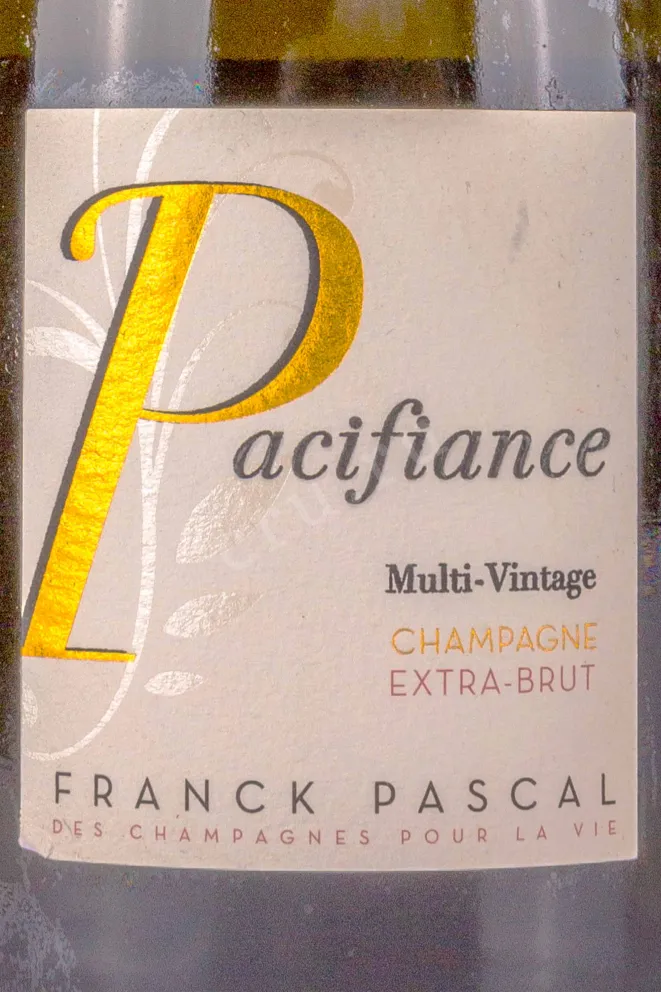 Pacifiance
Multi-Vintage
CHAMPAGNE
EXTRA-BRUT
FRANCK PASCAL
DES CHAMPAGNES POUR LA VIE